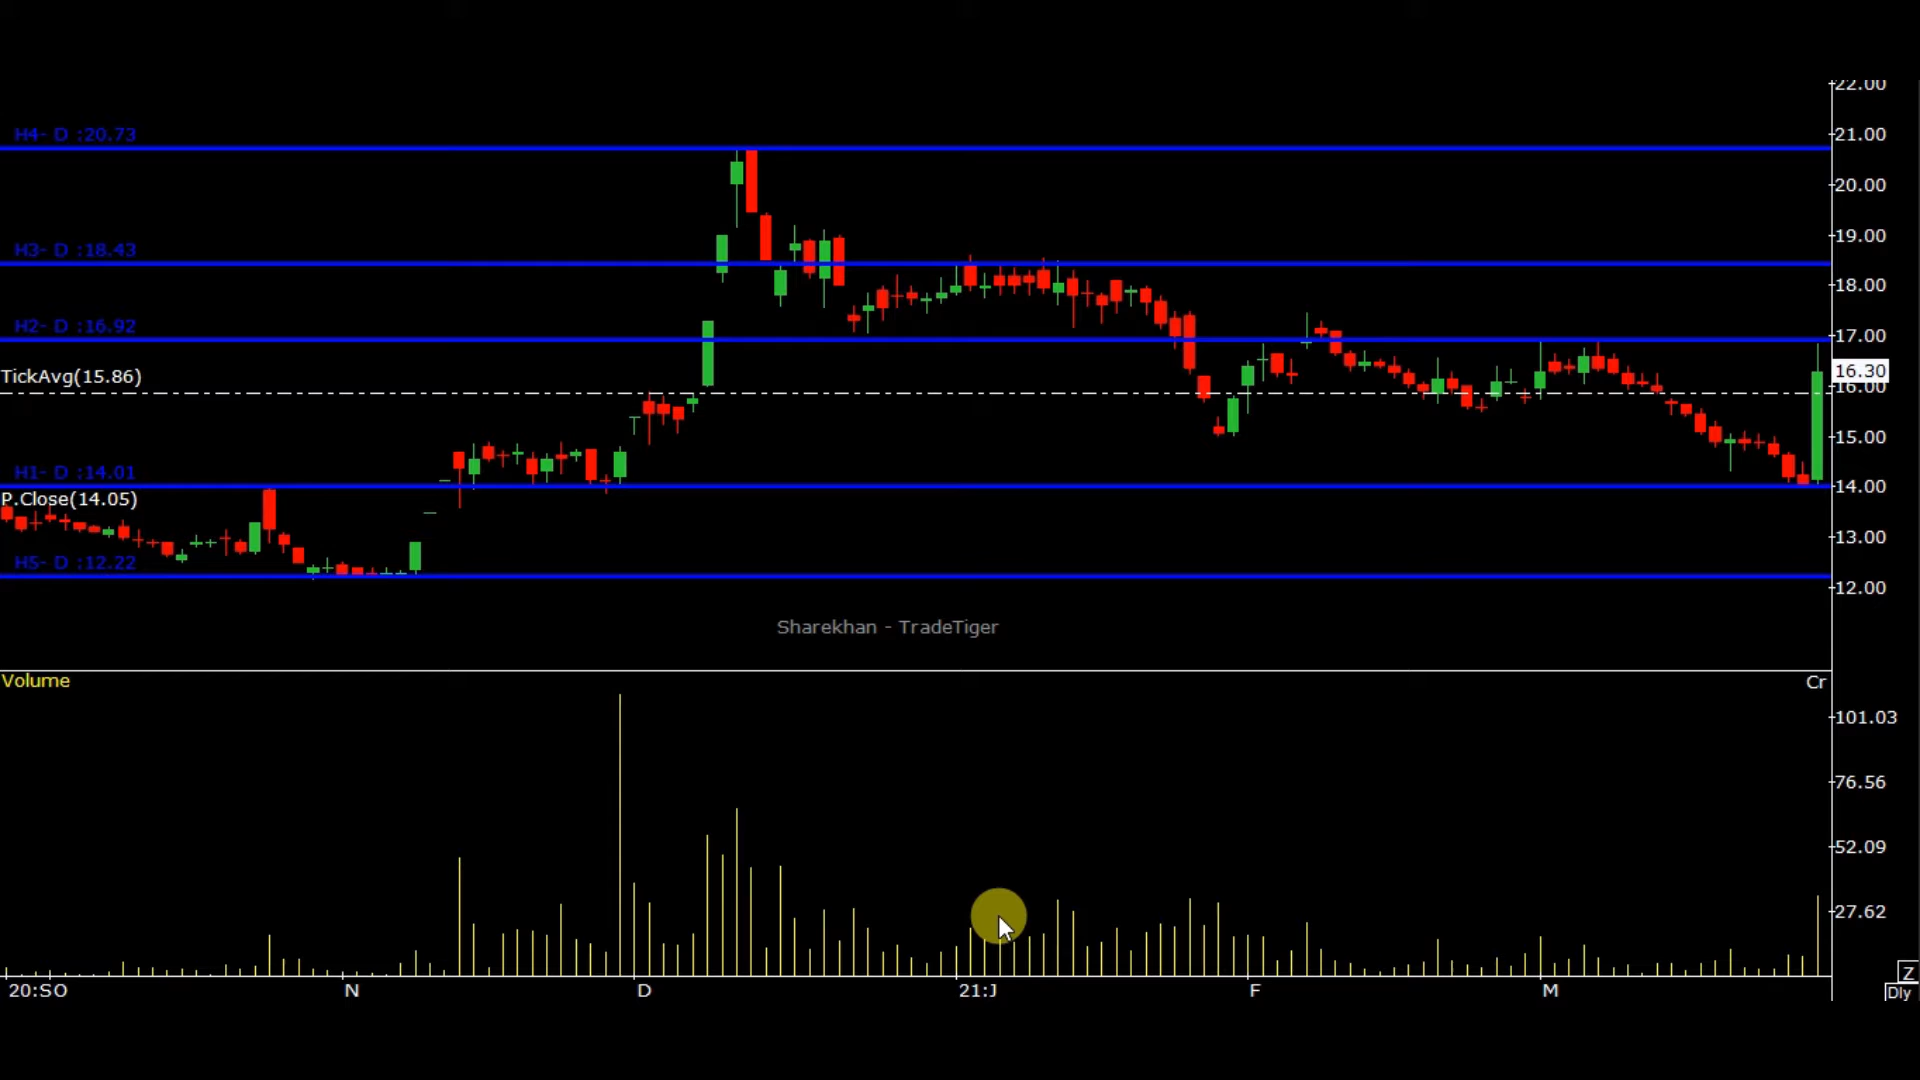 22.00
H4- D :20.73
21.00
20.00
19.00
H3- D :18.43
18.00
H2- D :16.92
17.00
TickAvg(15.86)
16.30
16.00
15.00
H1- D :14.01
14.00
P.Close(14.05)
13.00
H5- D :12.22
12.00
Sharekhan - TradeTiger
Volume
Cr
101.03
76.56
52.09
27.62
Z
20:SO N D 21:J F M
Dly